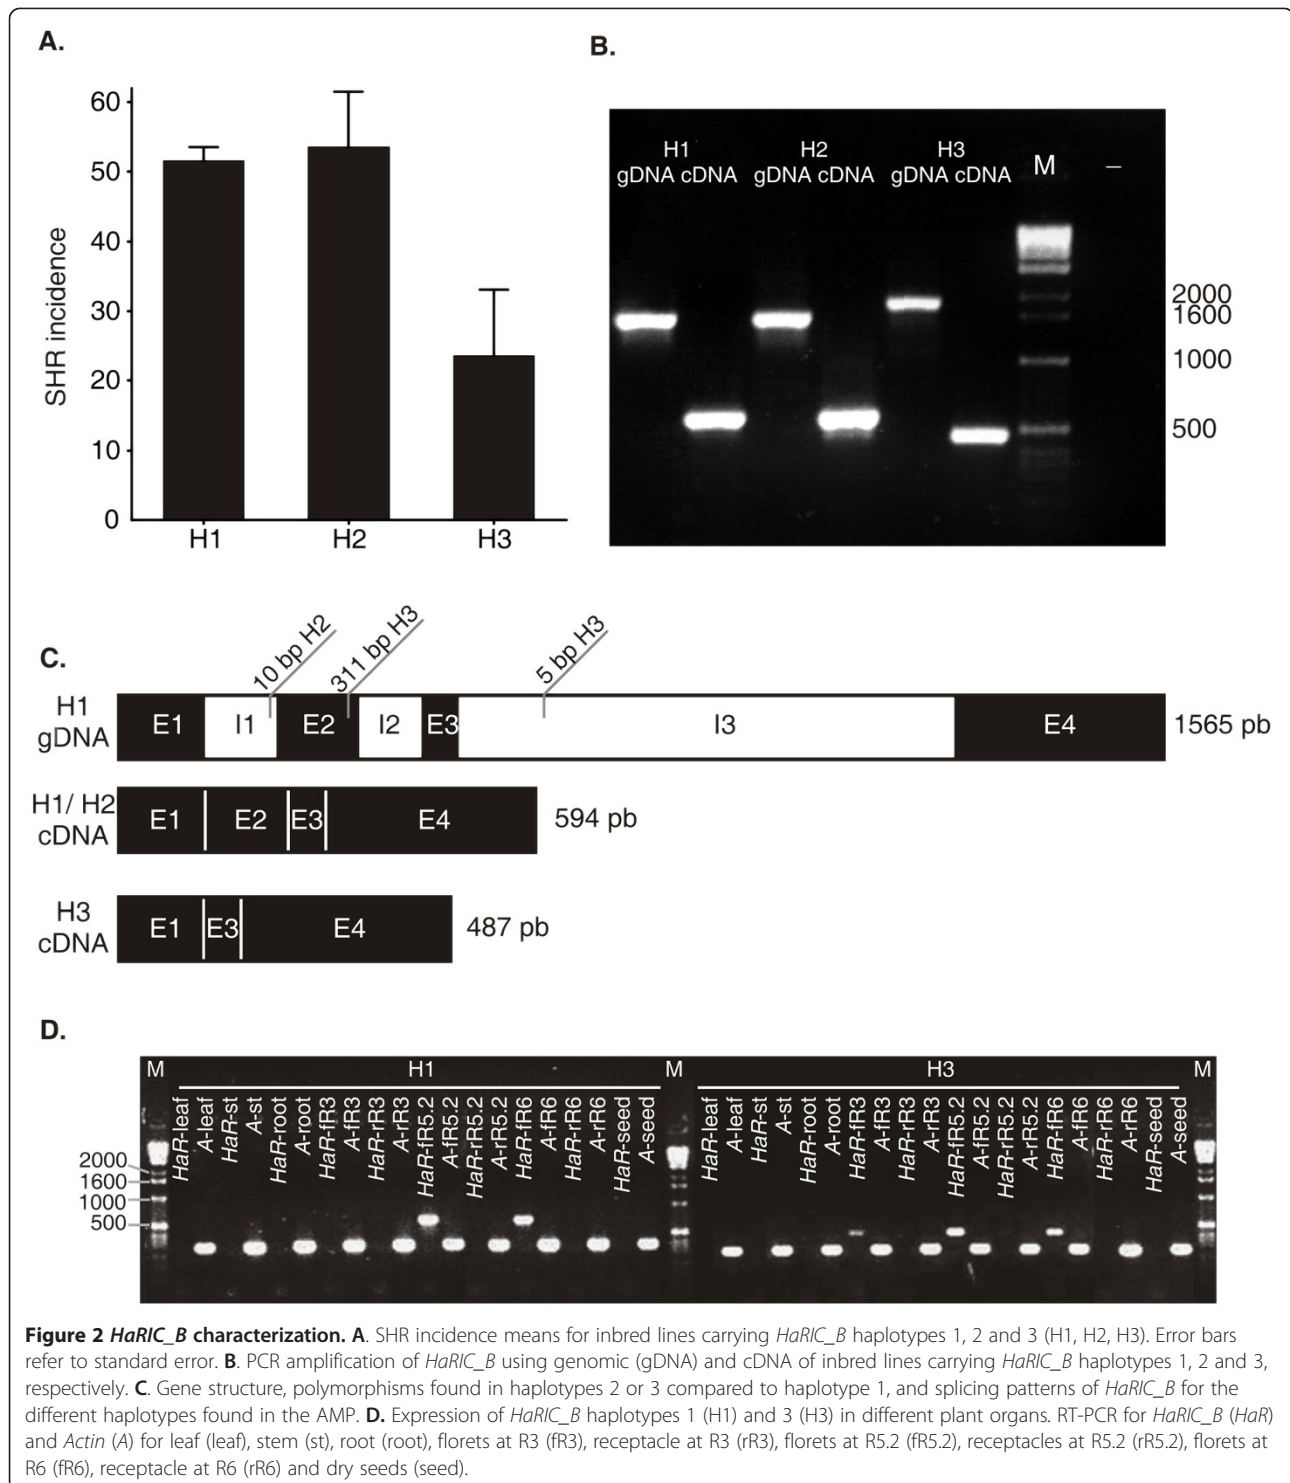 A.
SHR incidence
60
50
40
30
20
10
0
H1
H2
H3
B.
H1 H2 H3
gDNA cDNA gDNA cDNA gDNA cDNA M –
2000
1600
1000
500
C.
10 bp H2
311 bp H3
5 bp H3
H1 gDNA
E1 I1 E2 I2 E3 I3 E4 1565 pb
H1/ H2 cDNA
E1 E2 E3 E4 594 pb
H3 cDNA
E1 E3 E4 487 pb
D.
M H1 M H3 M
HaR-leaf
A-leaf
HaR-st
A-st
HaR-root
A-root
HaR-fR3
A-fR3
HaR-rR3
A-rR3
HaR-fR5.2
A-fR5.2
HaR-rR5.2
A-rR5.2
HaR-fR6
A-fR6
HaR-rR6
A-rR6
HaR-seed
A-seed
HaR-leaf
A-leaf
HaR-st
A-st
HaR-root
A-root
HaR-fR3
A-fR3
HaR-rR3
A-rR3
HaR-fR5.2
A-fR5.2
HaR-rR5.2
A-rR5.2
HaR-fR6
A-fR6
HaR-rR6
A-rR6
HaR-seed
A-seed
2000
1600
1000
500
Figure 2 HaRIC_B characterization. A. SHR incidence means for inbred lines carrying HaRIC_B haplotypes 1, 2 and 3 (H1, H2, H3). Error bars
refer to standard error. B. PCR amplification of HaRIC_B using genomic (gDNA) and cDNA of inbred lines carrying HaRIC_B haplotypes 1, 2 and 3,
respectively. C. Gene structure, polymorphisms found in haplotypes 2 or 3 compared to haplotype 1, and splicing patterns of HaRIC_B for the
different haplotypes found in the AMP. D. Expression of HaRIC_B haplotypes 1 (H1) and 3 (H3) in different plant organs. RT-PCR for HaRIC_B (HaR)
and Actin (A) for leaf (leaf), stem (st), root (root), florets at R3 (fR3), receptacle at R3 (rR3), florets at R5.2 (fR5.2), receptacles at R5.2 (rR5.2), florets at
R6 (fR6), receptacle at R6 (rR6) and dry seeds (seed).